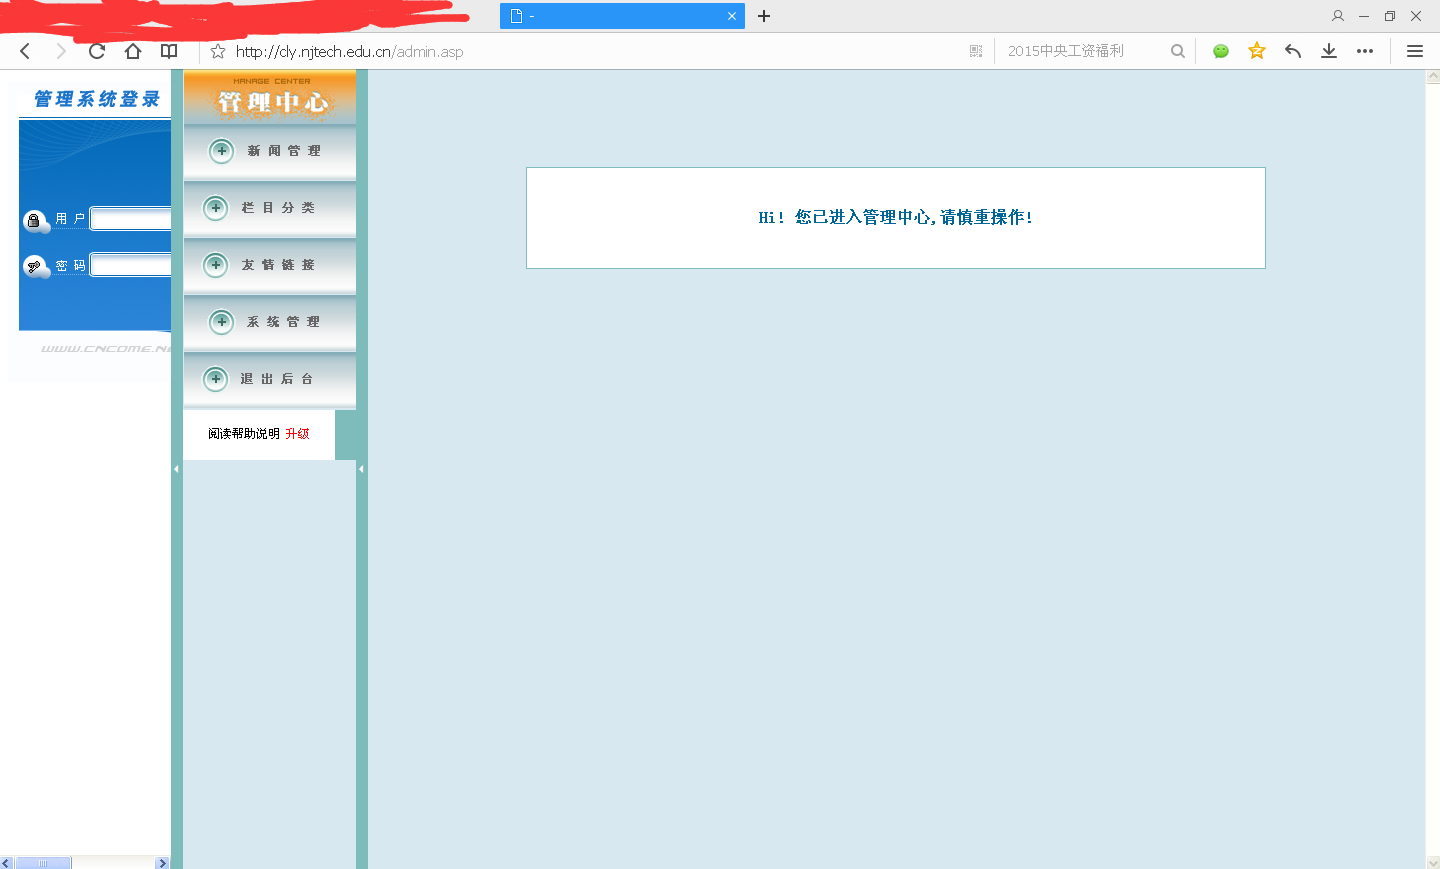 -
http://cly.njtech.edu.cn/admin.asp
2015中央工资福利
管理系统登录
用 户
密 码
WWW.CNCOME.NE
MANAGE CENTER
管理中心
新 闻 管 理
栏 目 分 类
友 情 链 接
系 统 管 理
退 出 后 台
阅读帮助说明 升级
Hi! 您已进入管理中心,请慎重操作!